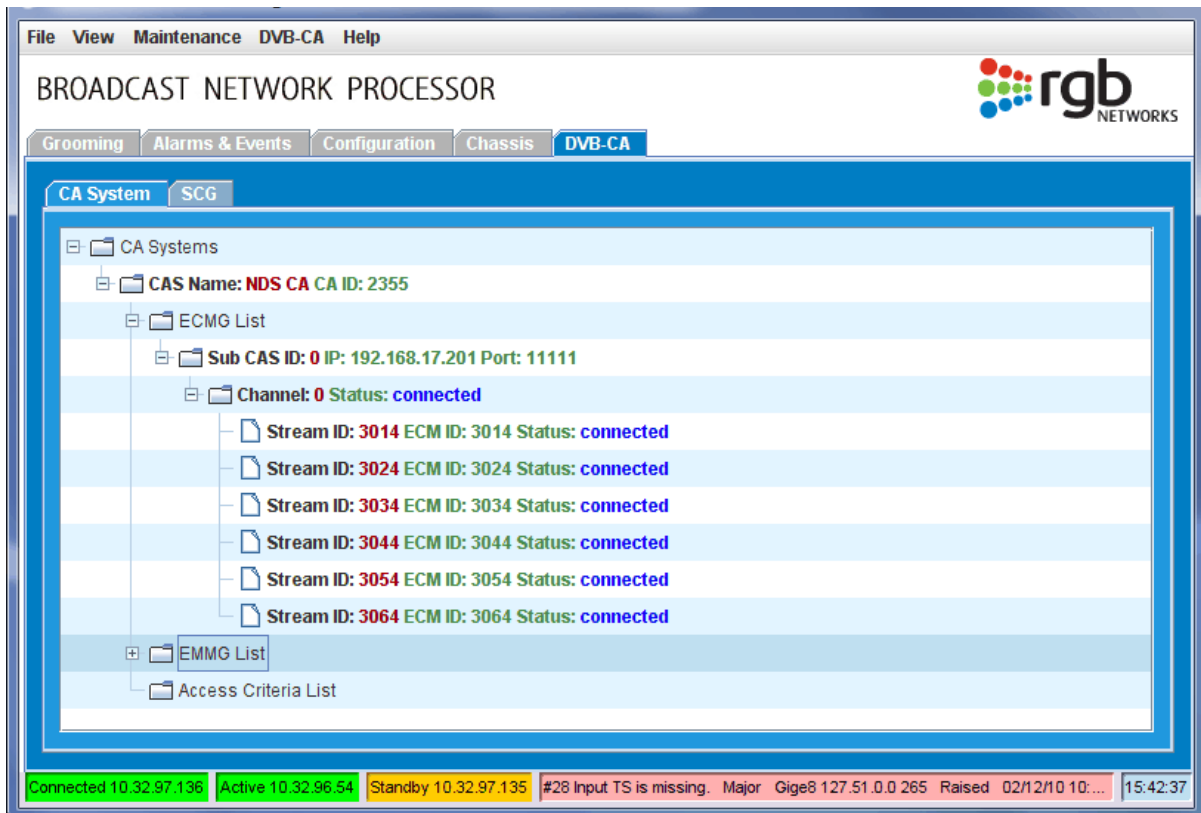 File View Maintenance DVB-CA Help
BROADCAST NETWORK PROCESSOR
rgb
NETWORKS
Grooming Alarms & Events Configuration Chassis DVB-CA
CA System SCG
CA Systems
CAS Name: NDS CA CA ID: 2355
ECMG List
Sub CAS ID: 0 IP: 192.168.17.201 Port: 11111
Channel: 0 Status: connected
Stream ID: 3014 ECM ID: 3014 Status: connected
Stream ID: 3024 ECM ID: 3024 Status: connected
Stream ID: 3034 ECM ID: 3034 Status: connected
Stream ID: 3044 ECM ID: 3044 Status: connected
Stream ID: 3054 ECM ID: 3054 Status: connected
Stream ID: 3064 ECM ID: 3064 Status: connected
EMMG List
Access Criteria List
Connected 10.32.97.136 Active 10.32.96.54 Standby 10.32.97.135 #28 Input TS is missing. Major Gige8 127.51.0.0 265 Raised 02/12/10 10:... 15:42:37